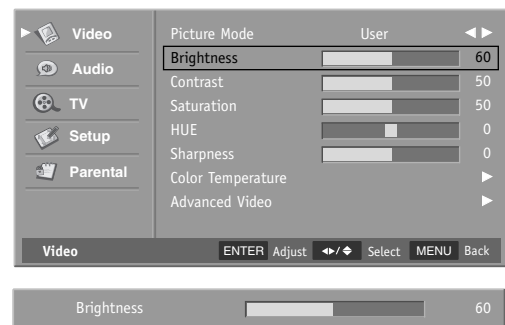 Video
Audio
TV
Setup
Parental
Picture Mode User
Brightness 60
Contrast 50
Saturation 50
HUE 0
Sharpness 0
Color Temperature
Advanced Video
Video ENTER Adjust ◄►/◆ Select MENU Back
Brightness 60